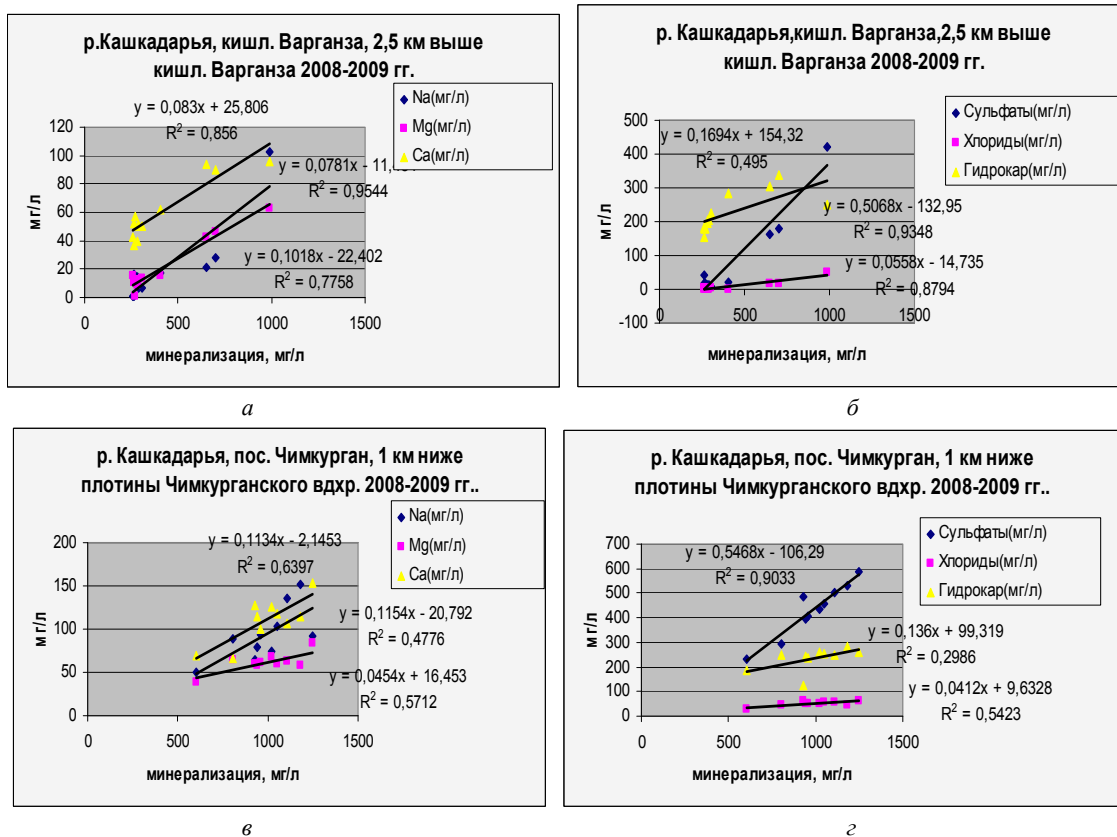 р.Кашкадарья, кишл. Варганза, 2,5 км выше
кишл. Варганза 2008-2009 гг.
y = 0,083x + 25,806
R² = 0,856
Na(мг/л)
Mg(мг/л)
Ca(мг/л)
y = 0,0781x - 11,
R² = 0,9544
y = 0,1018x - 22,402
R² = 0,7758
мг/л
120
100
80
60
40
20
0
0 500 1000 1500
минерализация, мг/л
а
р. Кашкадарья,кишл. Варганза,2,5 км выше
кишл. Варганза 2008-2009 гг.
Сульфаты(мг/л)
Хлориды(мг/л)
Гидрокар(мг/л)
y = 0,1694x + 154,32
R² = 0,495
y = 0,5068x - 132,95
R² = 0,9348
y = 0,0558x - 14,735
R² = 0,8794
мг/л
500
400
300
200
100
0
-100
0 500 1000 1500
минерализация, мг/л
б
р. Кашкадарья, пос. Чимкурган, 1 км ниже
плотины Чимкурганского вдхр. 2008-2009 гг..
Na(мг/л)
Mg(мг/л)
Ca(мг/л)
y = 0,1134x - 2,1453
R² = 0,6397
y = 0,1154x - 20,792
R² = 0,4776
y = 0,0454x + 16,453
R² = 0,5712
мг/л
200
150
100
50
0
0 500 1000 1500
минерализация, мг/л
в
р. Кашкадарья, пос. Чимкурган, 1 км ниже
плотины Чимкурганского вдхр. 2008-2009 гг..
Сульфаты(мг/л)
Хлориды(мг/л)
Гидрокар(мг/л)
y = 0,5468x - 106,29
R² = 0,9033
y = 0,136x + 99,319
R² = 0,2986
y = 0,0412x + 9,6328
R² = 0,5423
мг/л
700
600
500
400
300
200
100
0
0 500 1000 1500
минерализация, мг/л
г